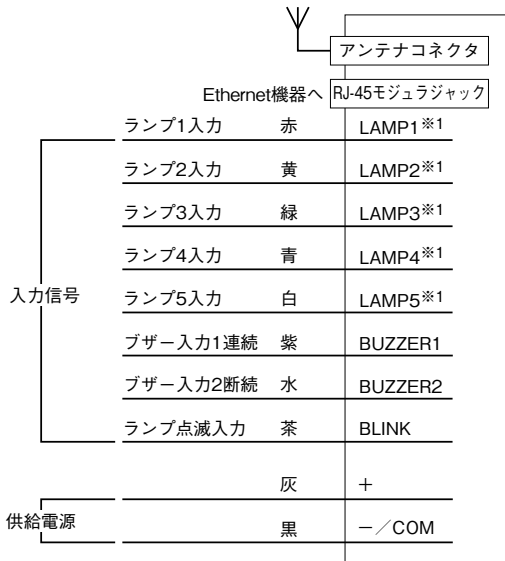 アンテナコネクタ
Ethernet機器へ RJ-45モジュラジャック
ランプ1入力 赤 LAMP1※1
ランプ2入力 黄 LAMP2※1
ランプ3入力 緑 LAMP3※1
ランプ4入力 青 LAMP4※1
入力信号
ランプ5入力 白 LAMP5※1
ブザー入力1連続 紫 BUZZER1
ブザー入力2断続 水 BUZZER2
ランプ点滅入力 茶 BLINK
灰 +
供給電源
黒 −／COM